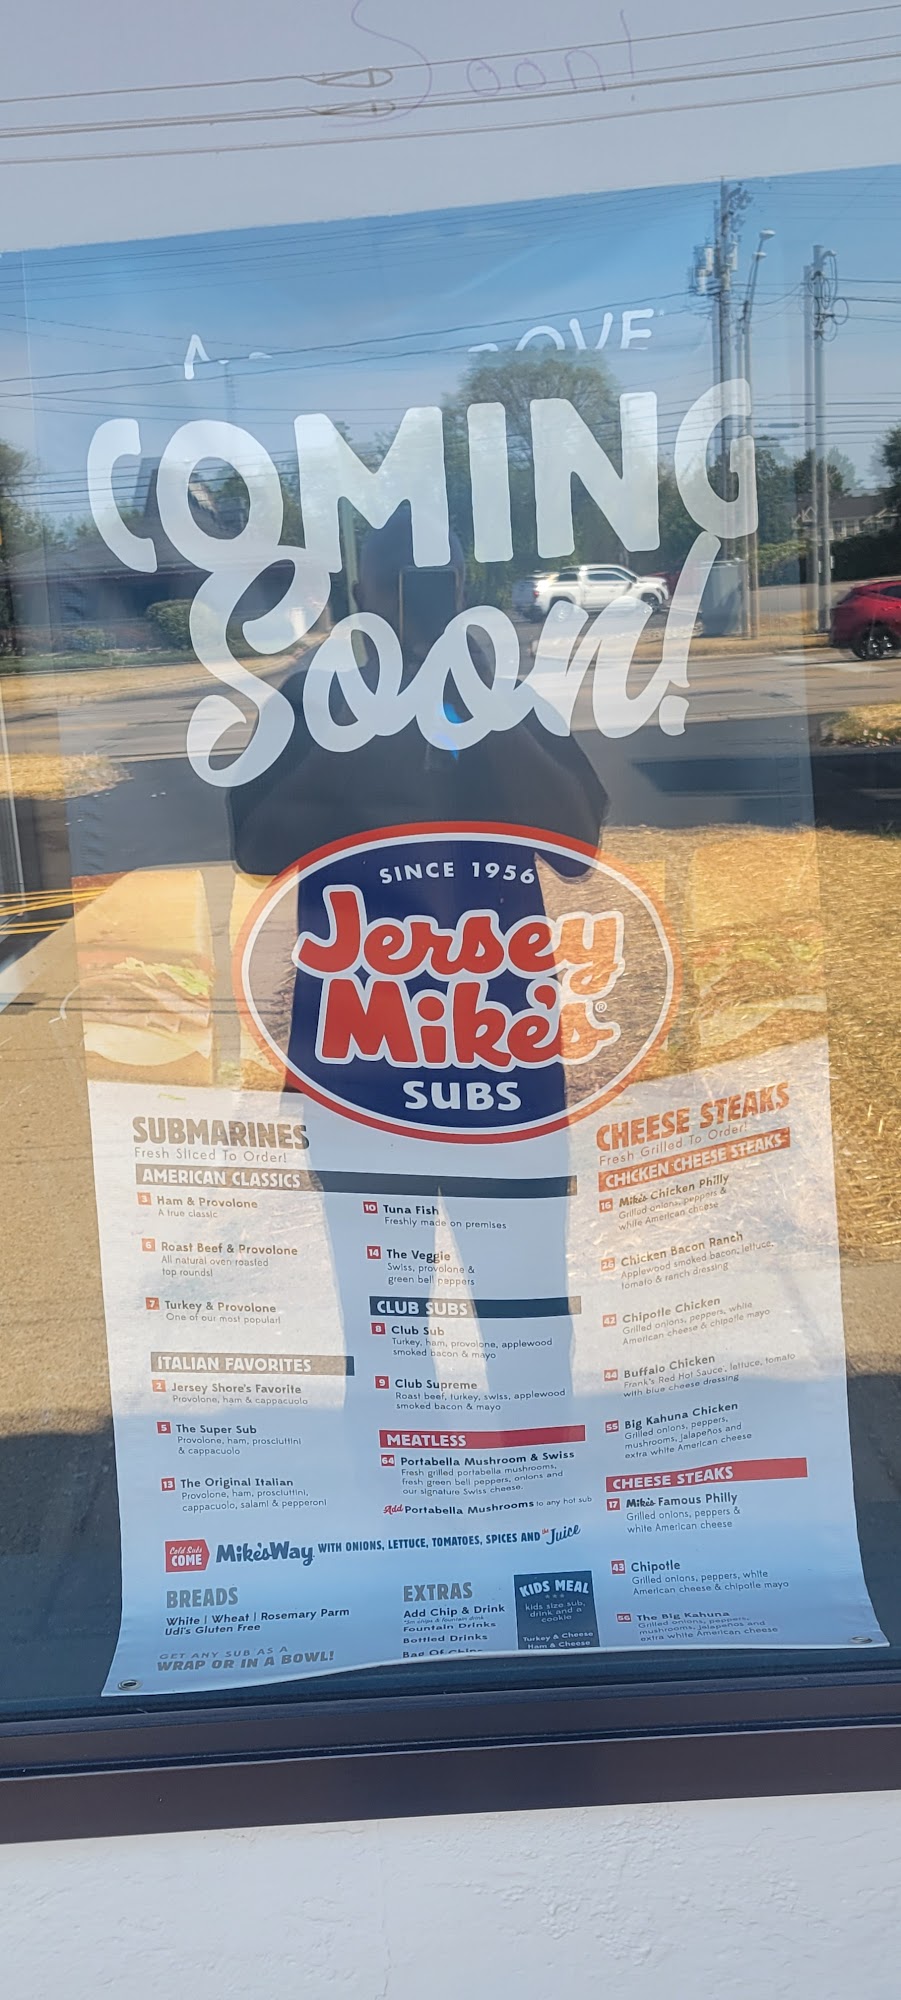 Soon!
COMING
Soon!
SINCE 1956
Jersey
Mike's®
SUBS
SUBMARINES
Fresh Sliced To Order!
AMERICAN CLASSICS
3 Ham & Provolone
A true classic
6 Roast Beef & Provolone
All natural oven roasted
top rounds!
7 Turkey & Provolone
One of our most popular!
ITALIAN FAVORITES
2 Jersey Shore's Favorite
Provolone, ham & cappacuolo
5 The Super Sub
Provolone, ham, prosciuttini
& cappacuolo
13 The Original Italian
Provolone, ham, prosciuttini,
cappacuolo, salami & pepperoni
10 Tuna Fish
Freshly made on premises
14 The Veggie
Swiss, provolone &
green bell peppers
CLUB SUBS
8 Club Sub
Turkey, ham, provolone, applewood
smoked bacon & mayo
9 Club Supreme
Roast beef, turkey, swiss, applewood
smoked bacon & mayo
MEATLESS
64 Portabella Mushroom & Swiss
Fresh grilled portabella mushrooms,
fresh green bell peppers, onions and
our signature Swiss cheese.
Add Portabella Mushrooms to any hot sub
CHEESE STEAKS
Fresh Grilled To Order!
CHICKEN CHEESE STEAKS
16 Mike's Chicken Philly
Grilled onions, peppers &
white American cheese
Chicken Bacon Ranch
Applewood smoked bacon, lettuce,
tomato & ranch dressing
42 Chipotle Chicken
Grilled onions, peppers, white
American cheese & chipotle mayo
44 Buffalo Chicken
Frank's Red Hot Sauce, lettuce, tomato
with blue cheese dressing
55 Big Kahuna Chicken
Grilled onions, peppers,
mushrooms, jalapeños and
extra white American cheese
CHEESE STEAKS
17 Mike's Famous Philly
Grilled onions, peppers &
white American cheese
43 Chipotle
Grilled onions, peppers, white
American cheese & chipotle mayo
56 The Big Kahuna
Grilled onions, peppers,
mushrooms, jalapeños and
extra white American cheese
Cold Subs COME Mike's Way WITH ONIONS, LETTUCE, TOMATOES, SPICES AND the Juice
BREADS
White | Wheat | Rosemary Parm
Udi's Gluten Free
GET ANY SUB AS A
WRAP OR IN A BOWL!
EXTRAS
Add Chip & Drink
Fountain Drinks
Bottled Drinks
Bag Of Chips
KIDS MEAL
kids size sub,
drink and a
cookie
Turkey & Cheese
Ham & Cheese